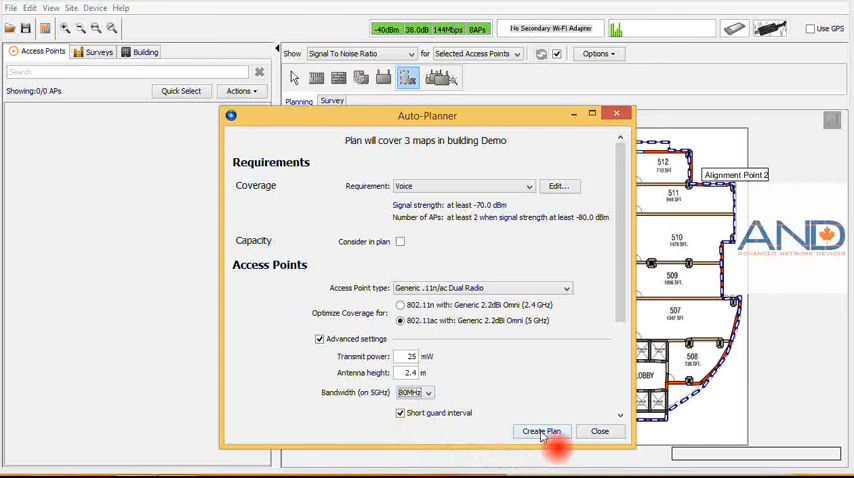 File Edit View Site Device Help
-40dBm 38.0dB 144Mbps 8APs
No Secondary Wi-Fi Adapter
Use GPS
Access Points Surveys Building
Show Signal To Noise Ratio for Selected Access Points Options
Search
Showing:0/0 APs Quick Select Actions
Planning Survey
Auto-Planner
Plan will cover 3 maps in building Demo
Requirements
Coverage Requirement: Voice Edit...
Signal strength: at least -70.0 dBm
Number of APs: at least 2 when signal strength at least -80.0 dBm
Capacity Consider in plan
Access Points
Access Point type: Generic .11n/ac Dual Radio
Optimize Coverage for: 802.11n with: Generic 2.2dBi Omni (2.4 GHz)
802.11ac with: Generic 2.2dBi Omni (5 GHz)
Advanced settings
Transmit power: 25 mW
Antenna height: 2.4 m
Bandwidth (on 5GHz) 80MHz
Short guard interval
Create Plan Close
512
Alignment Point 2
511
510
509
507
508
LOBBY
AND
ADVANCED NETWORK DEVICES